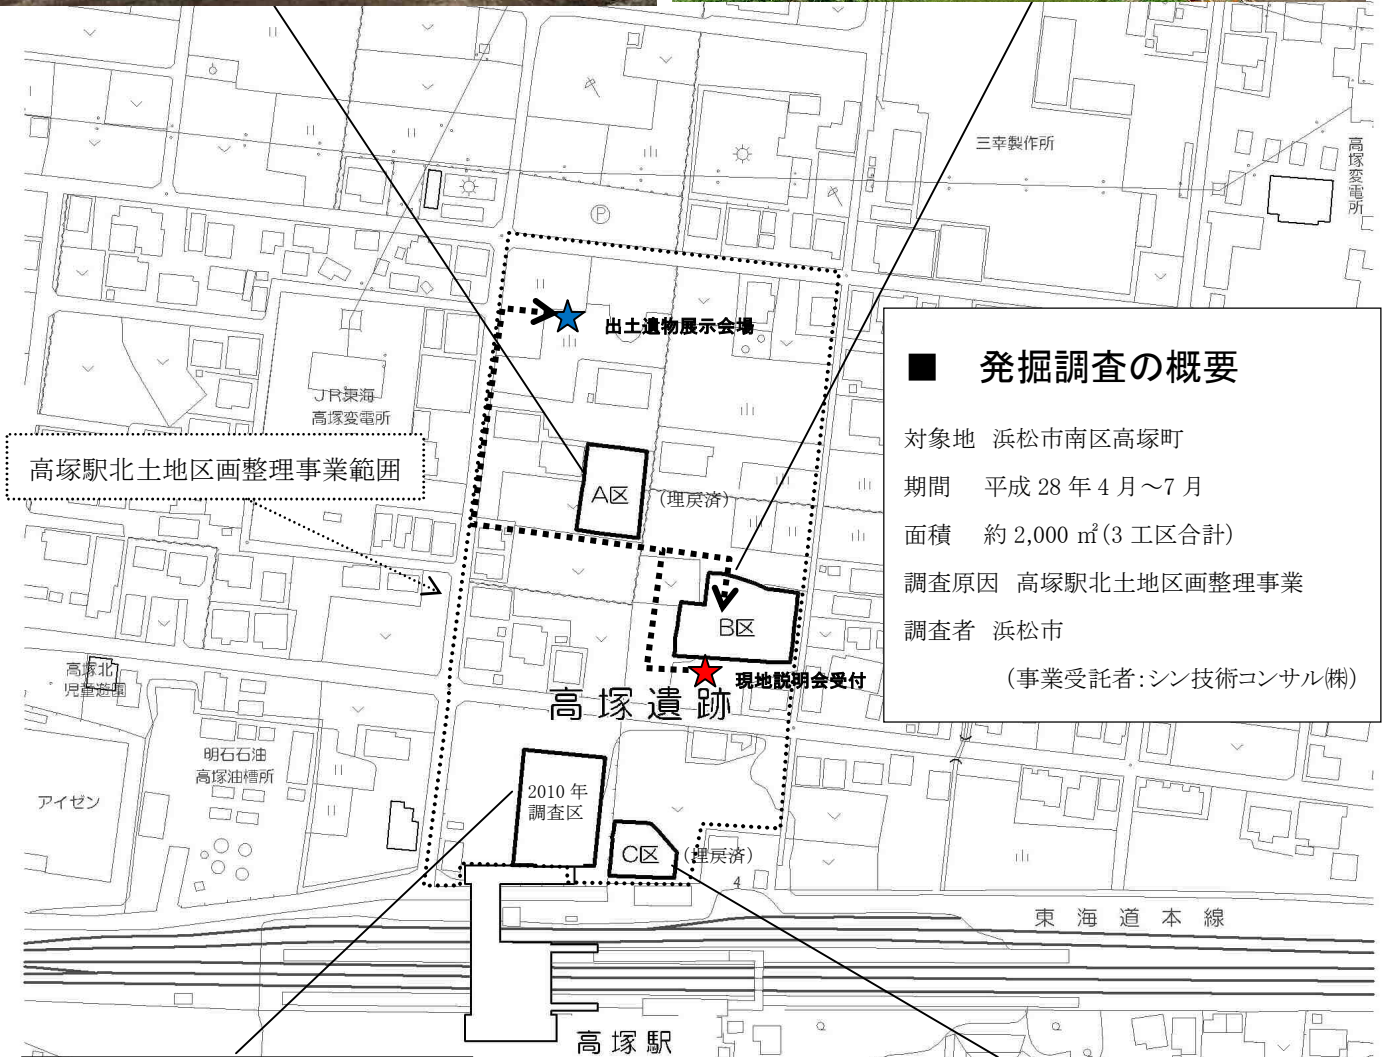 三幸製作所
高塚変電所
出土遺物展示会場
JR東海
高塚変電所
高塚駅北土地区画整理事業範囲
A区
(埋戻済)
■ 発掘調査の概要
対象地 浜松市南区高塚町
期間 平成 28 年 4 月～7 月
面積 約 2,000 ㎡(3 工区合計)
調査原因 高塚駅北土地区画整理事業
調査者 浜松市
(事業受託者:シン技術コンサル㈱)
B区
現地説明会受付
高塚北
児童遊園
高塚遺跡
明石石油
高塚油槽所
アイゼン
2010 年
調査区
C区
(埋戻済)
4
東海道本線
高塚駅
P